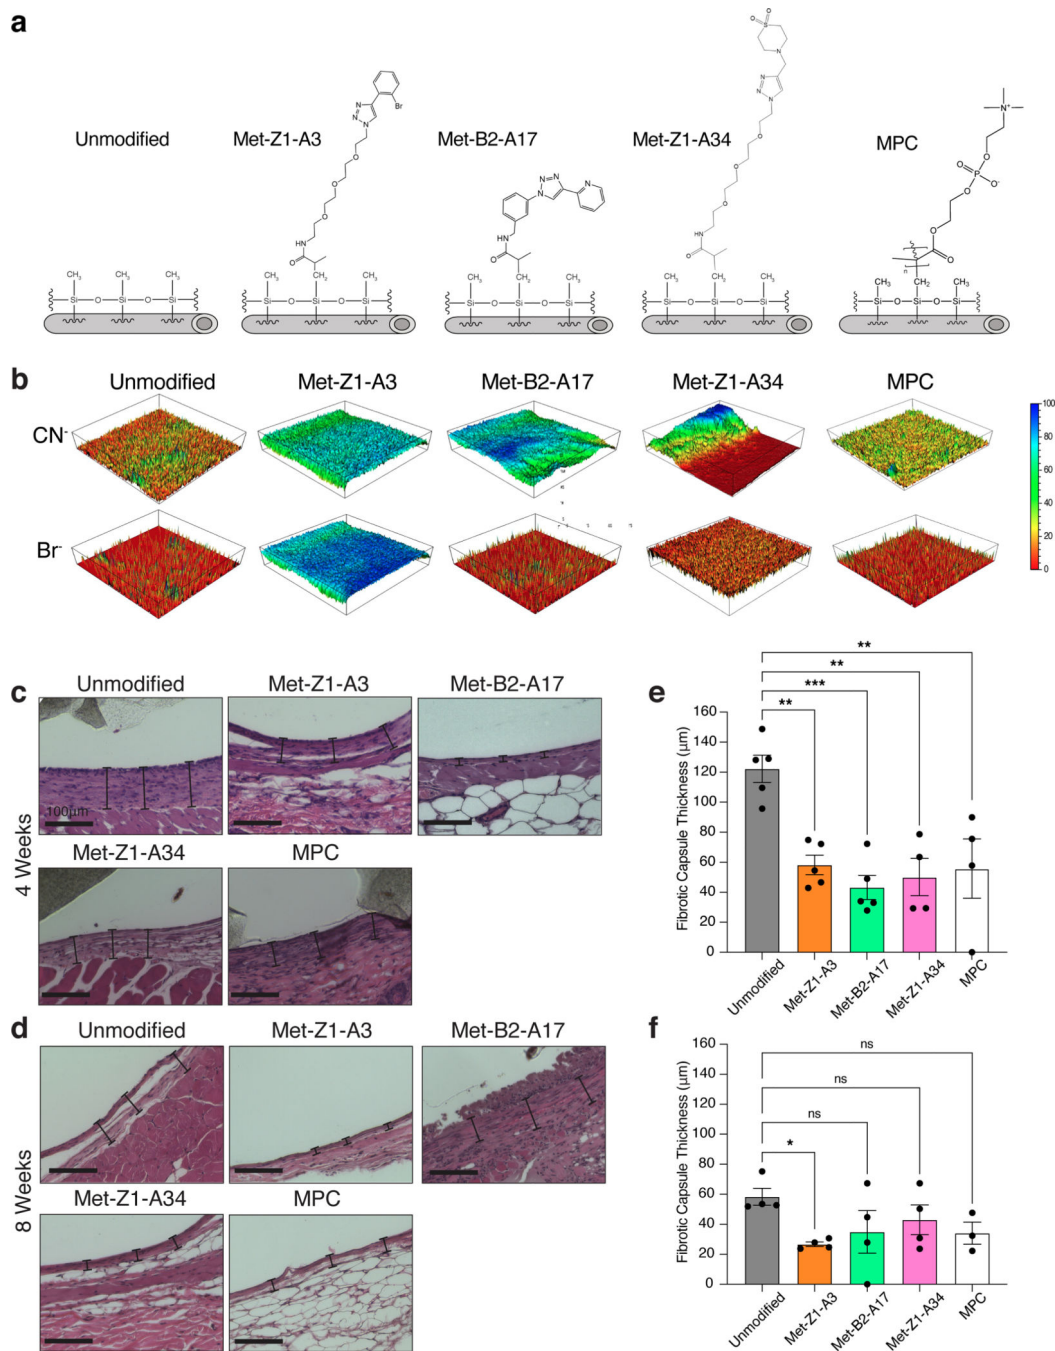 a
Unmodified
Met-Z1-A3
Met-B2-A17
Met-Z1-A34
MPC
b
Unmodified
Met-Z1-A3
Met-B2-A17
Met-Z1-A34
MPC
CN⁻
Br⁻
100
80
60
40
20
0
c
4 Weeks
Unmodified
Met-Z1-A3
Met-B2-A17
100μm
Met-Z1-A34
MPC
d
8 Weeks
Unmodified
Met-Z1-A3
Met-B2-A17
Met-Z1-A34
MPC
e
Fibrotic Capsule Thickness (μm)
160
140
120
100
80
60
40
20
0
**
**
***
**
Unmodified
Met-Z1-A3
Met-B2-A17
Met-Z1-A34
MPC
f
Fibrotic Capsule Thickness (μm)
160
140
120
100
80
60
40
20
0
ns
ns
ns
*
Unmodified
Met-Z1-A3
Met-B2-A17
Met-Z1-A34
MPC